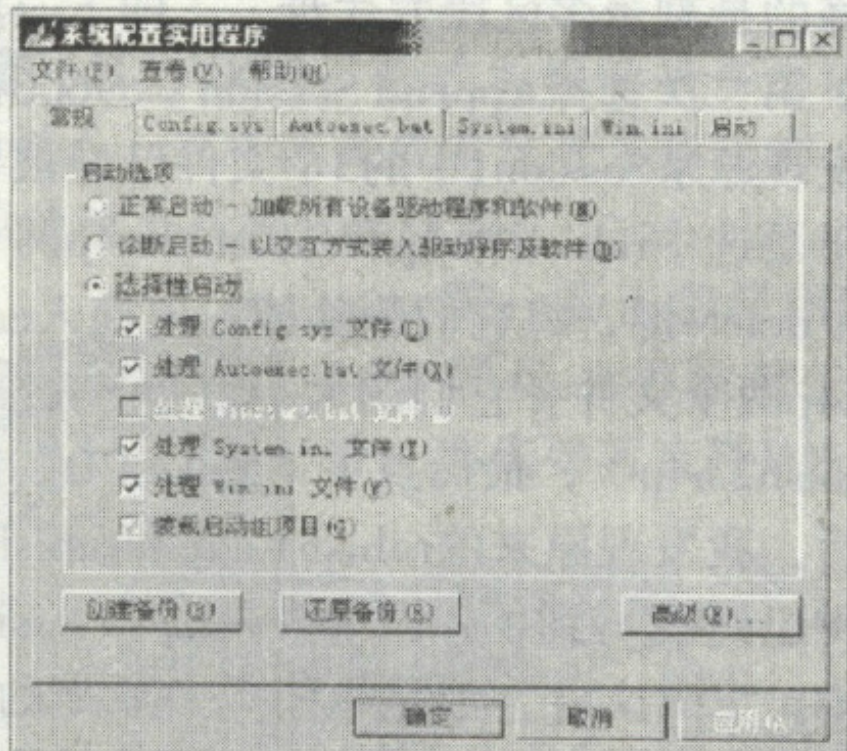 系统配置实用程序
文件(F) 查看(V) 帮助(H)
常规 Config.sys Autoexec.bat System.ini Win.ini 启动
启动选项
正常启动 - 加载所有设备驱动程序和软件(N)
诊断启动 - 以交互方式装入驱动程序及软件(D)
选择性启动
处理 Config.sys 文件(C)
处理 Autoexec.bat 文件(X)
处理 Winstart.bat 文件
处理 System.ini 文件(Y)
处理 Win.ini 文件(W)
装载启动组项目(G)
创建备份(B) 还原备份(R) 高级(E)...
确定 取消 应用(A)